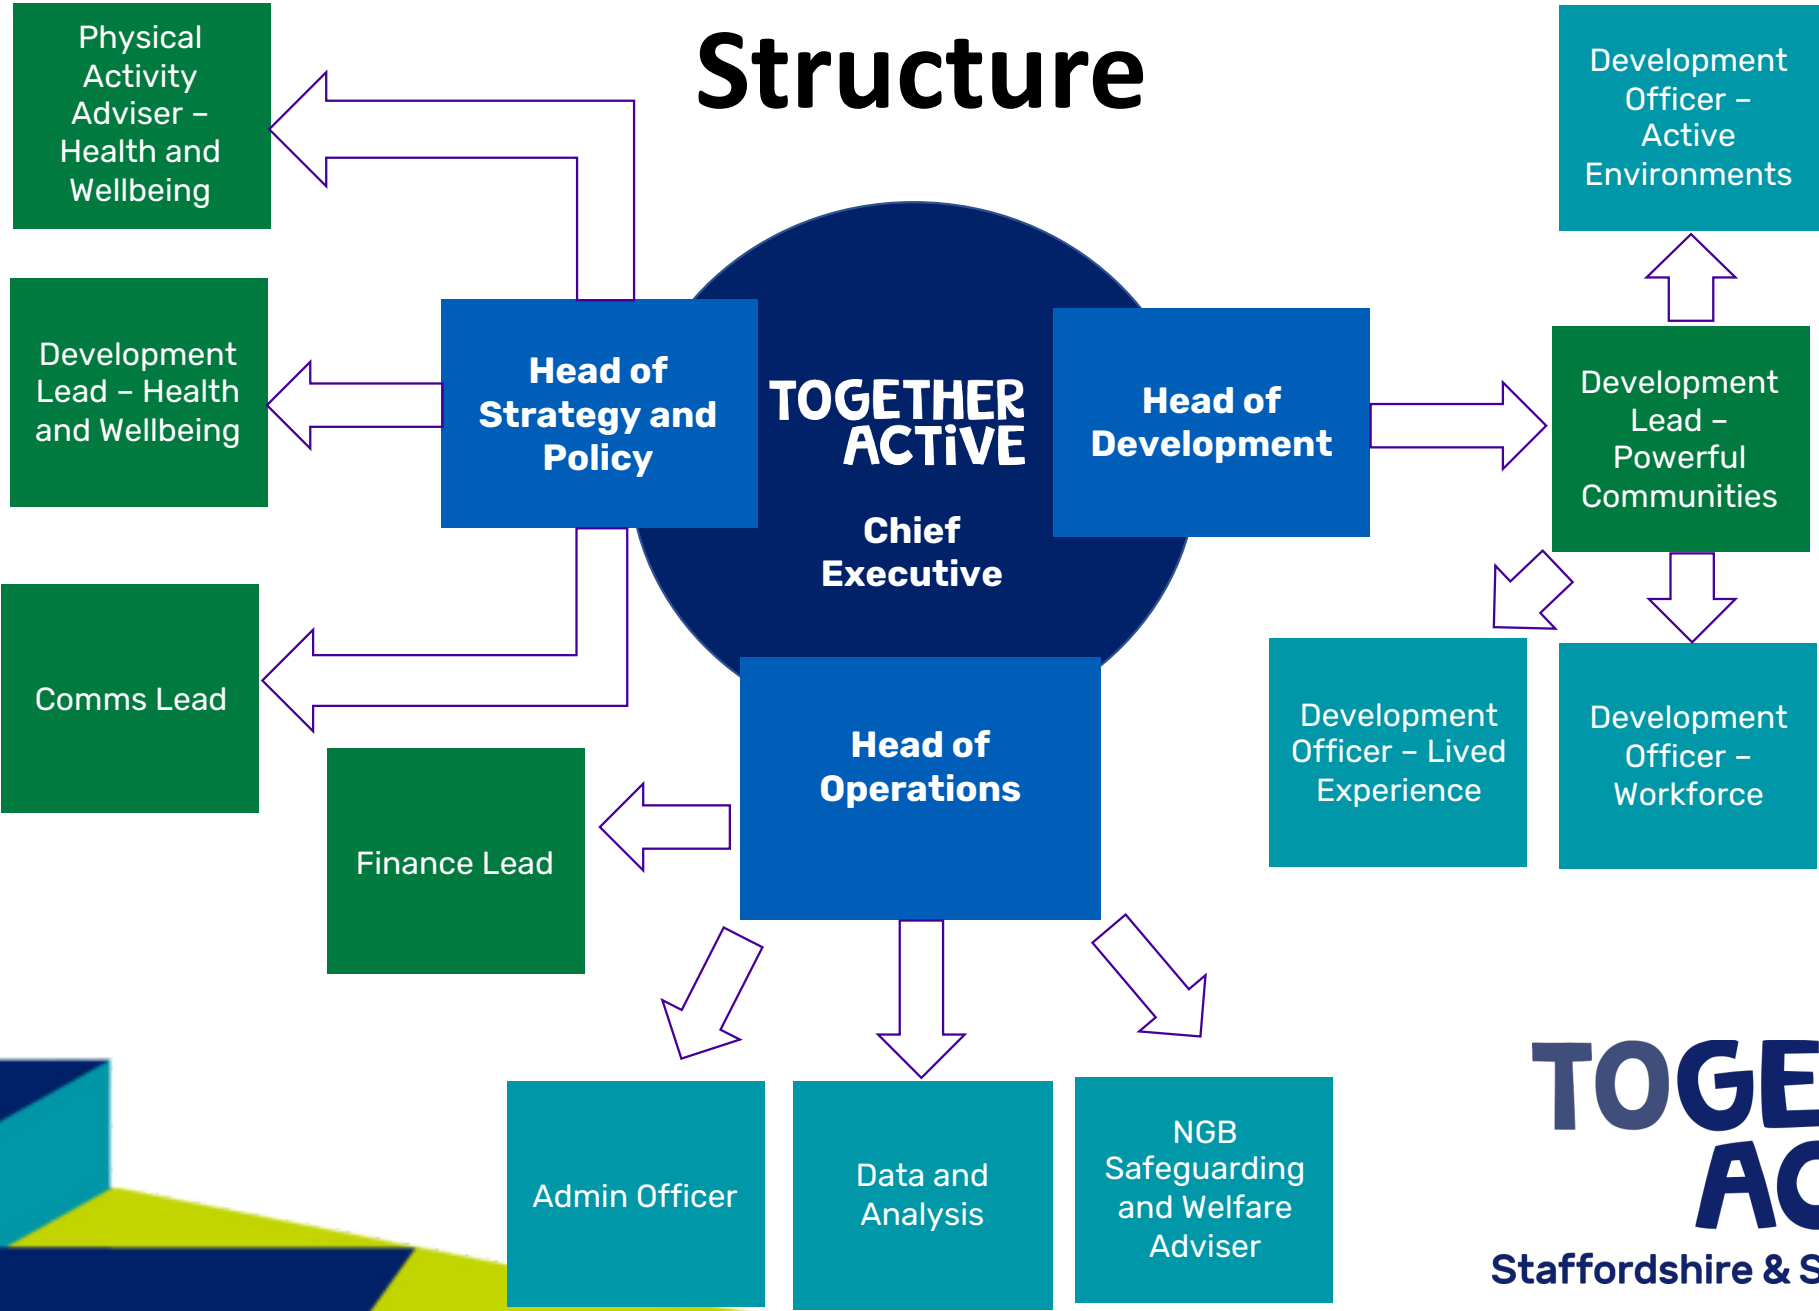 Structure
Physical
Activity
Adviser –
Health and
Wellbeing
Development
Lead – Health
and Wellbeing
Comms Lead
Head of
Strategy and
Policy
TOGETHER
ACTiVE
Chief
Executive
Head of
Development
Development
Officer –
Active
Environments
Development
Lead –
Powerful
Communities
Development
Officer – Lived
Experience
Development
Officer –
Workforce
Head of
Operations
Finance Lead
Admin Officer
Data and
Analysis
NGB
Safeguarding
and Welfare
Adviser
Staffordshire &